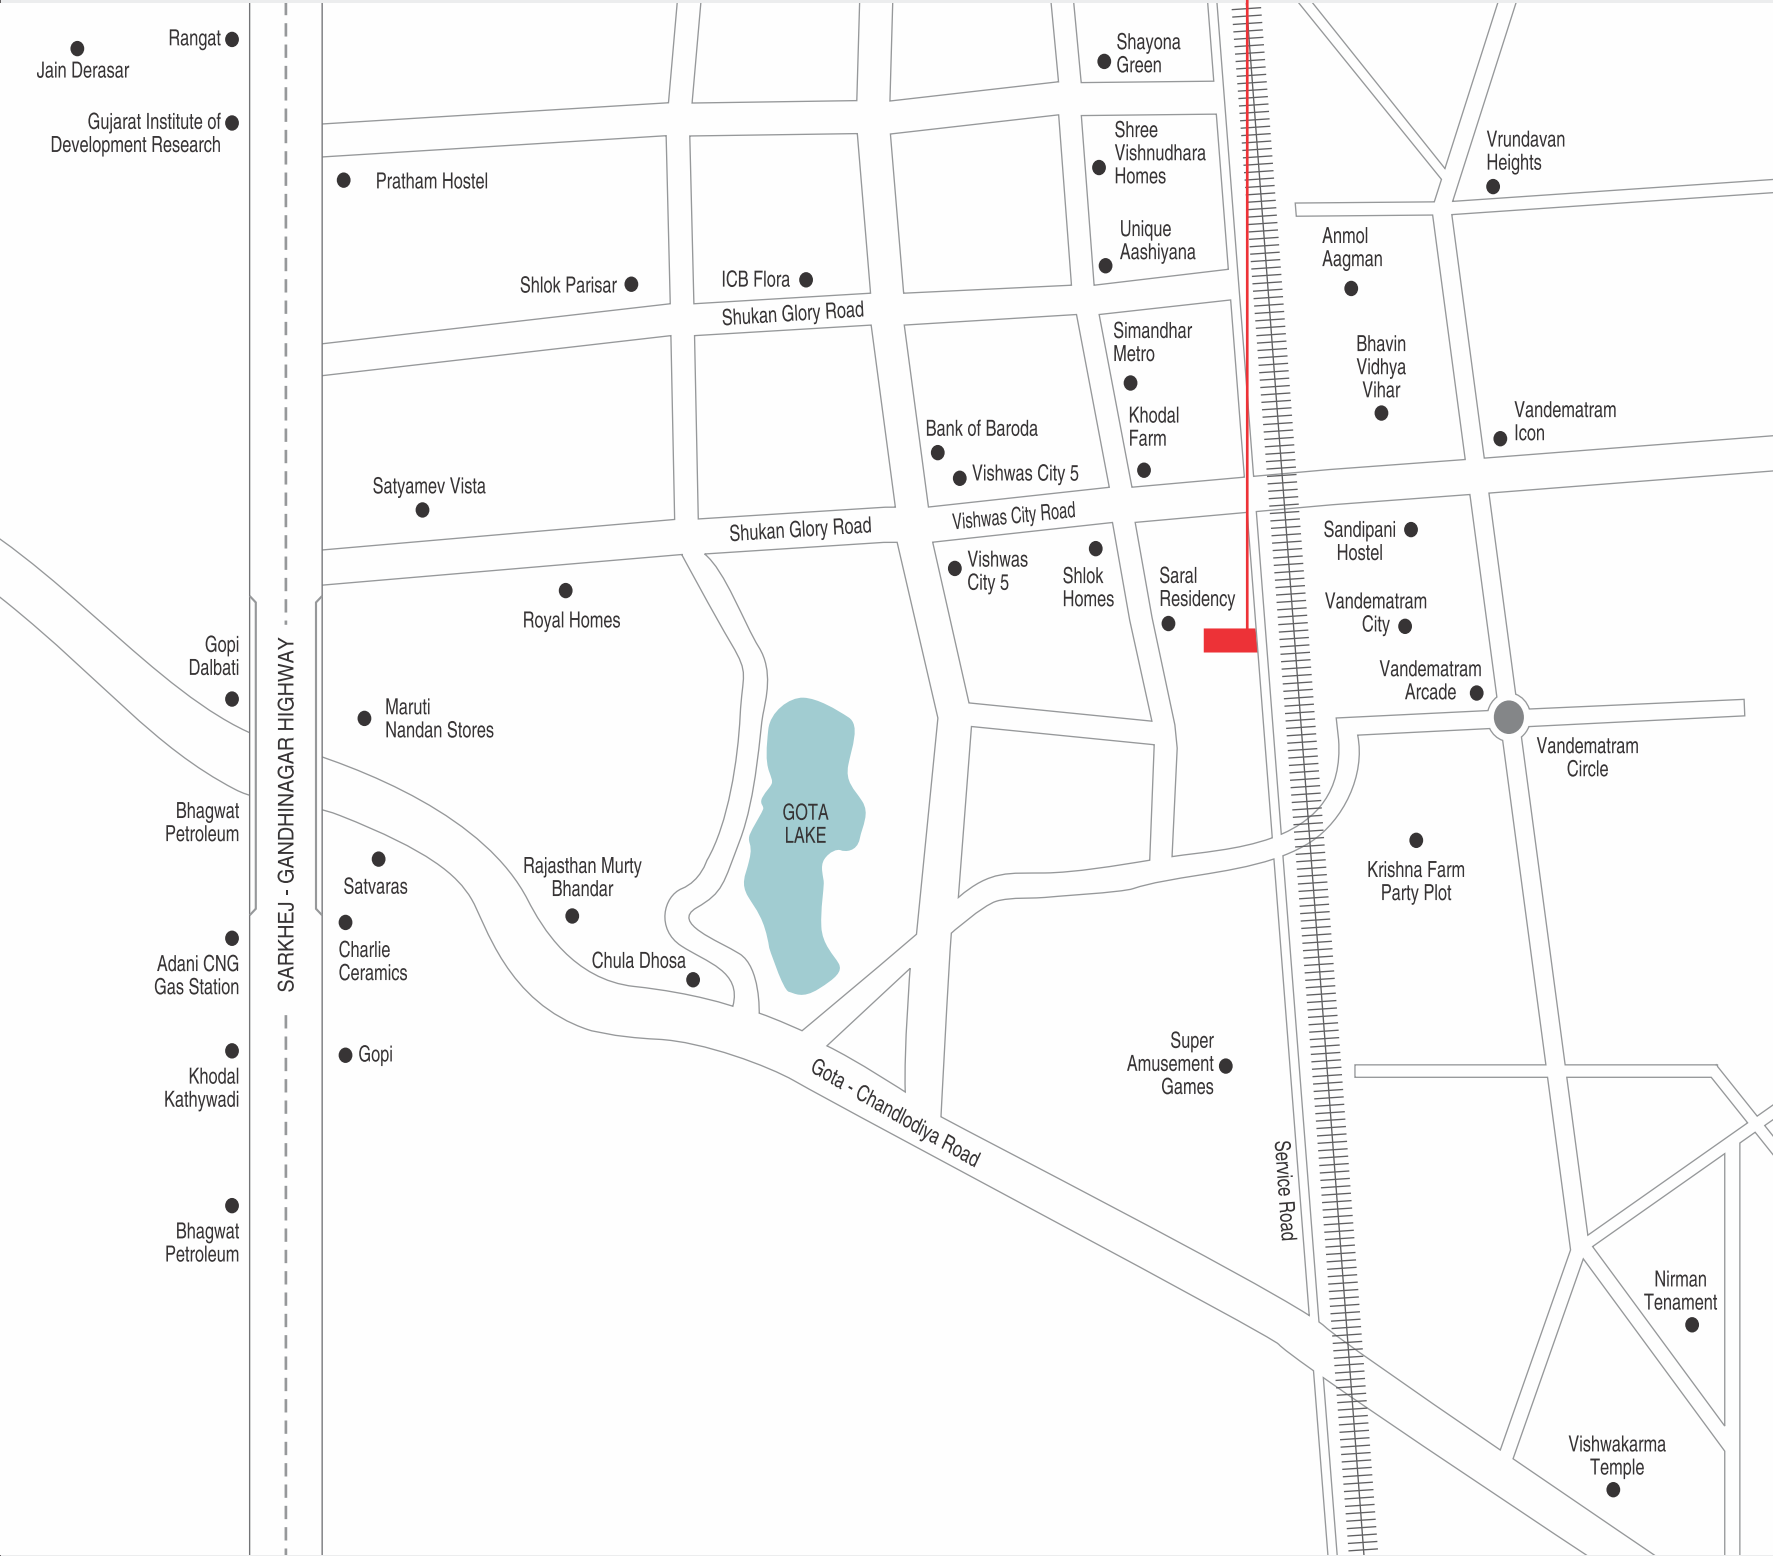 Rangat
Jain Derasar
Gujarat Institute of
Development Research
Pratham Hostel
Shlok Parisar
ICB Flora
Shukan Glory Road
Shayona
Green
Shree
Vishnudhara
Homes
Unique
Aashiyana
Simandhar
Metro
Khodal
Farm
Vrundavan
Heights
Anmol
Aagman
Bhavin
Vidhya
Vihar
Vandematram
Icon
Bank of Baroda
Vishwas City 5
Satyamev Vista
Shukan Glory Road
Vishwas City Road
Vishwas
City 5
Shlok
Homes
Saral
Residency
Sandipani
Hostel
Vandematram
City
Vandematram
Arcade
Vandematram
Circle
Royal Homes
Gopi
Dalbati
SARKHEJ - GANDHINAGAR HIGHWAY
Maruti
Nandan Stores
Bhagwat
Petroleum
GOTA
LAKE
Satvaras
Rajasthan Murty
Bhandar
Krishna Farm
Party Plot
Charlie
Ceramics
Adani CNG
Gas Station
Chula Dhosa
Gopi
Khodal
Kathywadi
Gota - Chandlodiya Road
Super
Amusement
Games
Service Road
Bhagwat
Petroleum
Nirman
Tenament
Vishwakarma
Temple